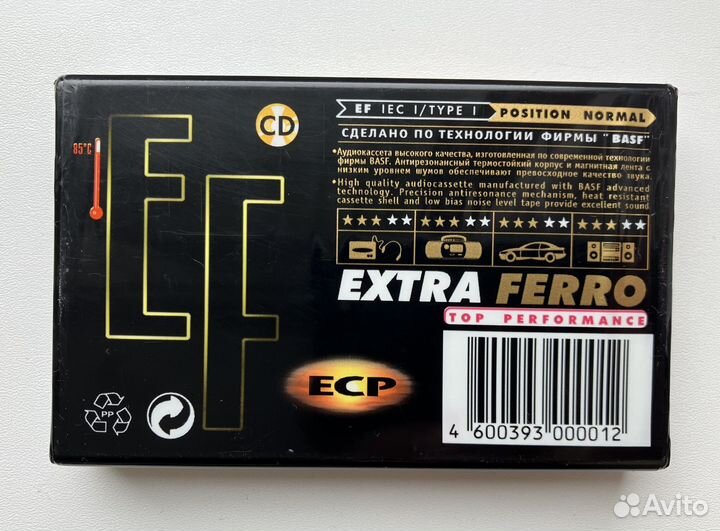 EF IEC I/TYPE I POSITION NORMAL
CD
85°C
СДЕЛАНО ПО ТЕХНОЛОГИИ ФИРМЫ "BASF"
•Аудиокассета высокого качества, изготовленная по современной технологии
фирмы BASF. Антирезонансный термостойкий корпус и магнитная лента с
низким уровнем шумов обеспечивают превосходное качество звука.
•High quality audiocassette manufactured with BASF advanced
technology. Precision antiresonance mechanism, heat resistant
cassette shell and low bias noise level tape provide excellent sound
EF
EXTRA FERRO
TOP PERFORMANCE
ECP
PP
4 600393 000012
Avito